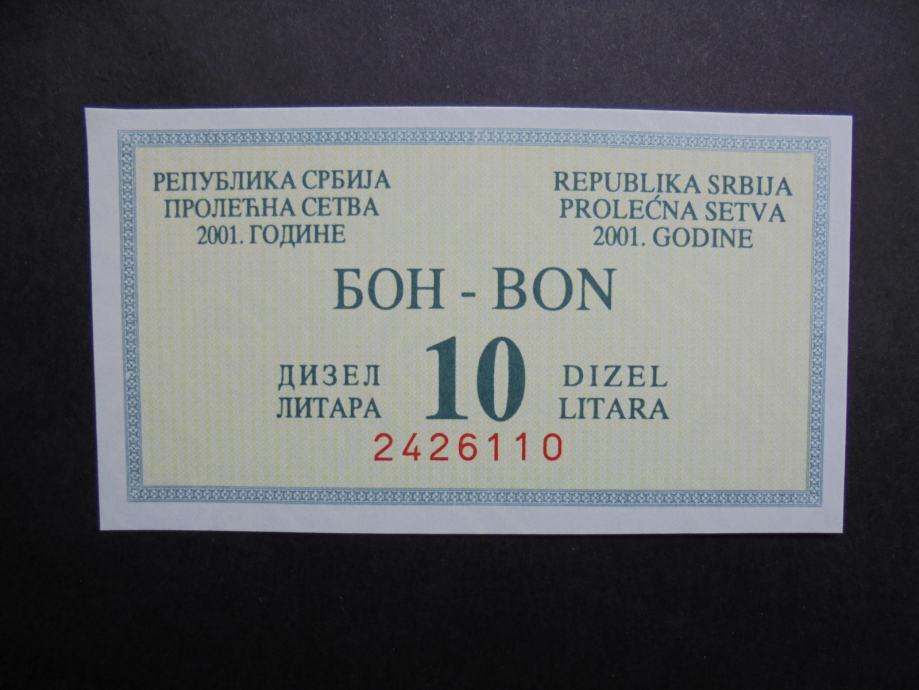 РЕПУБЛИКА СРБИЈА
ПРОЛЕЋНА СЕТВА
2001. ГОДИНЕ
REPUBLIKA SRBIJA
PROLEĆNA SETVA
2001. GODINE
БОН - BON
ДИЗЕЛ
ЛИТАРА
10
DIZEL
LITARA
2426110